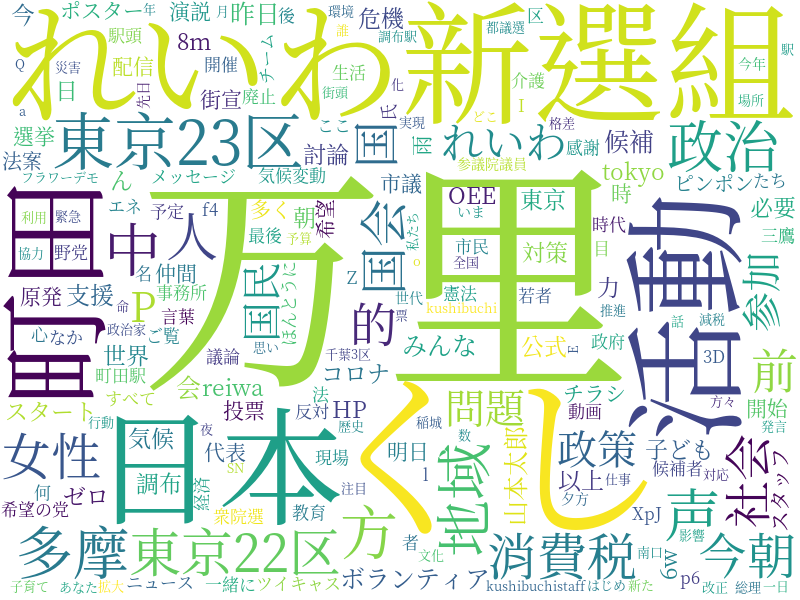 今
ポスター
年
月
演説
昨日
後
環境
誰
危機
都議選
区
駅
駅頭
8m
チーム
調布駅
Q
災害
配信
開催
生活
化
介護
今年
れいわ新選組
a
日
先日
街宣
廃止
街頭
I
どこ
場所
選挙
東京23区
ここ
氏
実現
雨
れいわ
格差
感謝
候補
政治
法案
討論
国
フラワーデモ
ん
メッセージ
気候変動
市議
参議院議員
tokyo
ピンポン
たち
町田
利用
緊急
協力
野党
エネ
予定
f4
多く
朝
希望
OEE
いま
東京
時
時代
必要
三鷹
中
人
万里
最後
予算
国会
私たち
o
市民
全国
対策
目
活動
参加
原発
名
仲間
国民
ほんとうに
Z
世代
憲法
若者
力
推進
命
支援
P
事務所
的
票
kushibuchi
政府
話
減税
心
なか
政治家
ご覧
言葉
思い
みんな
公式
E
3D
方々
世界
議論
千葉3区
町田駅
会
reiwa
コロナ
前
スタート
すべて
法
チラシ
開始
行動
投票
反対
HP
問題
動画
発言
日本
くし
稲城
夜
歴史
女性
気候
代表
SN
現場
数
明日
山本太郎
政策
子ども
社会
スタッフ
何
ゼロ
調布
経済
注目
l
地域
候補者
対応
以上
仕事
希望の党
衆院選
教育
夕方
声
XpJ
影響
多摩
東京22区
方
者
文化
消費税
南口
6w
今朝
子育て
あなた
拡大
ニュース
一緒に
ツイキャス
ボランティア
kushibuchistaff
はじめ
新た
p6
改正
総理
一日